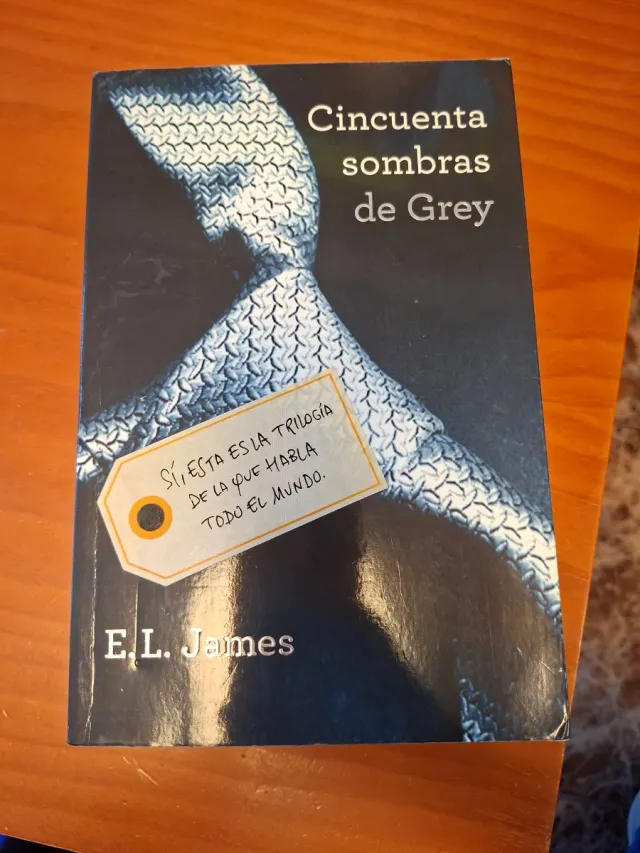 Cincuenta
sombras
de Grey
SÍ, ESTA ES LA TRILOGÍA
DE LA QUE HABLA
TODO EL MUNDO.
E. L. James